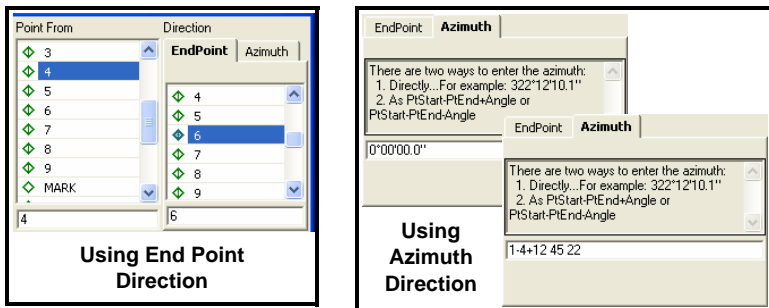 Point From
3
4
5
6
7
8
9
MARK
4
Direction
EndPoint Azimuth
4
5
6
7
8
9
6
Using End Point
Direction
EndPoint Azimuth
There are two ways to enter the azimuth:
1. Directly...For example: 322°12'10.1"
2. As PtStart-PtEnd+Angle or
PtStart-PtEnd-Angle
0°00'00.0"
Using
Azimuth
Direction
EndPoint Azimuth
There are two ways to enter the azimuth:
1. Directly...For example: 322°12'10.1"
2. As PtStart-PtEnd+Angle or
PtStart-PtEnd-Angle
1-4+12 45 22